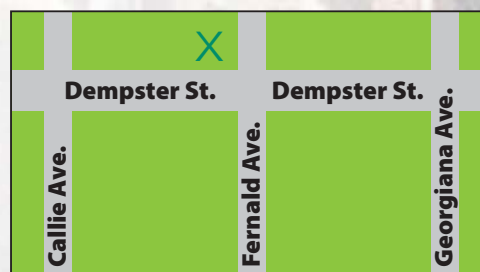 X
Dempster St. Dempster St.
Callie Ave.
Fernald Ave.
Georgiana Ave.